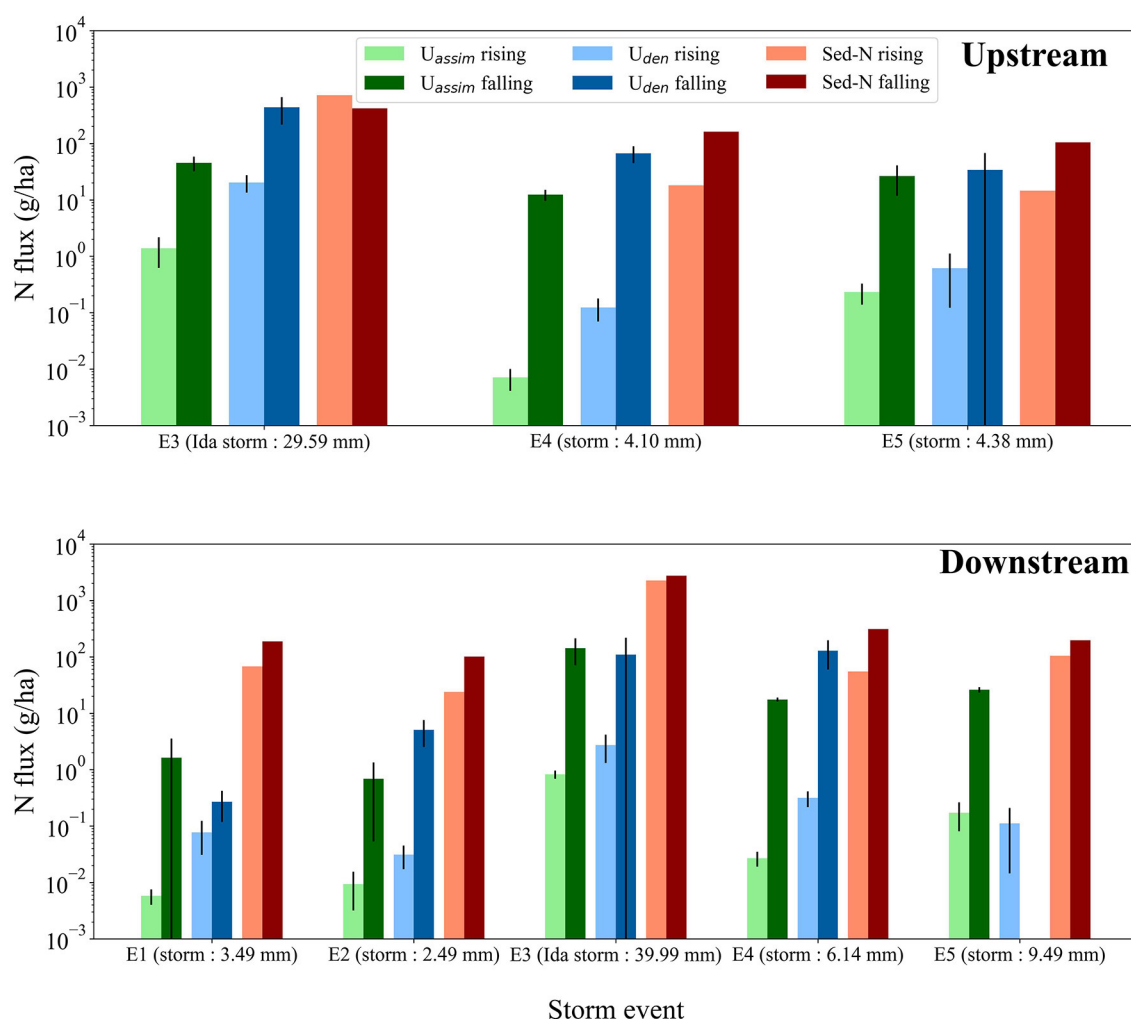 Upstream
U_assim rising
U_den rising
Sed-N rising
U_assim falling
U_den falling
Sed-N falling
N flux (g/ha)
10^4
10^3
10^2
10^1
10^0
10^−1
10^−2
10^−3
E3 (Ida storm : 29.59 mm)
E4 (storm : 4.10 mm)
E5 (storm : 4.38 mm)
Downstream
N flux (g/ha)
10^4
10^3
10^2
10^1
10^0
10^−1
10^−2
10^−3
E1 (storm : 3.49 mm)
E2 (storm : 2.49 mm)
E3 (Ida storm : 39.99 mm)
E4 (storm : 6.14 mm)
E5 (storm : 9.49 mm)
Storm event